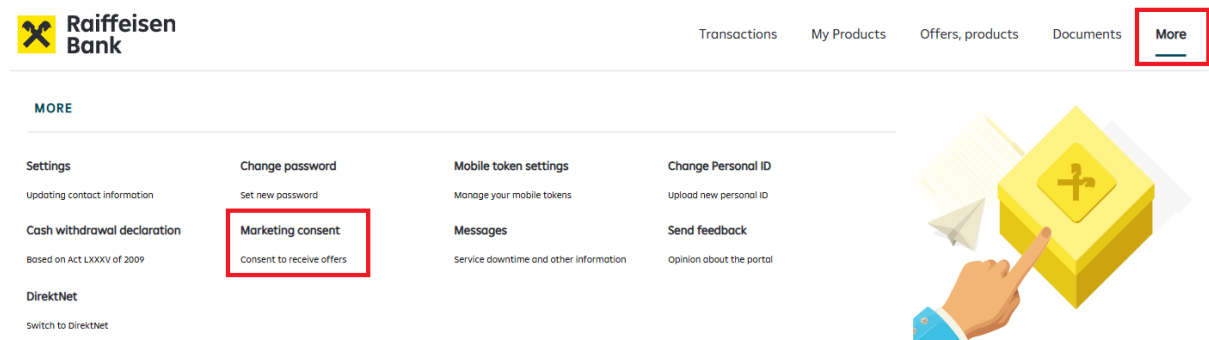 Raiffeisen
Bank
Transactions My Products Offers, products Documents More
MORE
Settings Change password Mobile token settings Change Personal ID
Updating contact information Set new password Manage your mobile tokens Upload new personal ID
Cash withdrawal declaration Marketing consent Messages Send feedback
Based on Act LXXXV of 2009 Consent to receive offers Service downtime and other information Opinion about the portal
DirektNet
Switch to DirektNet